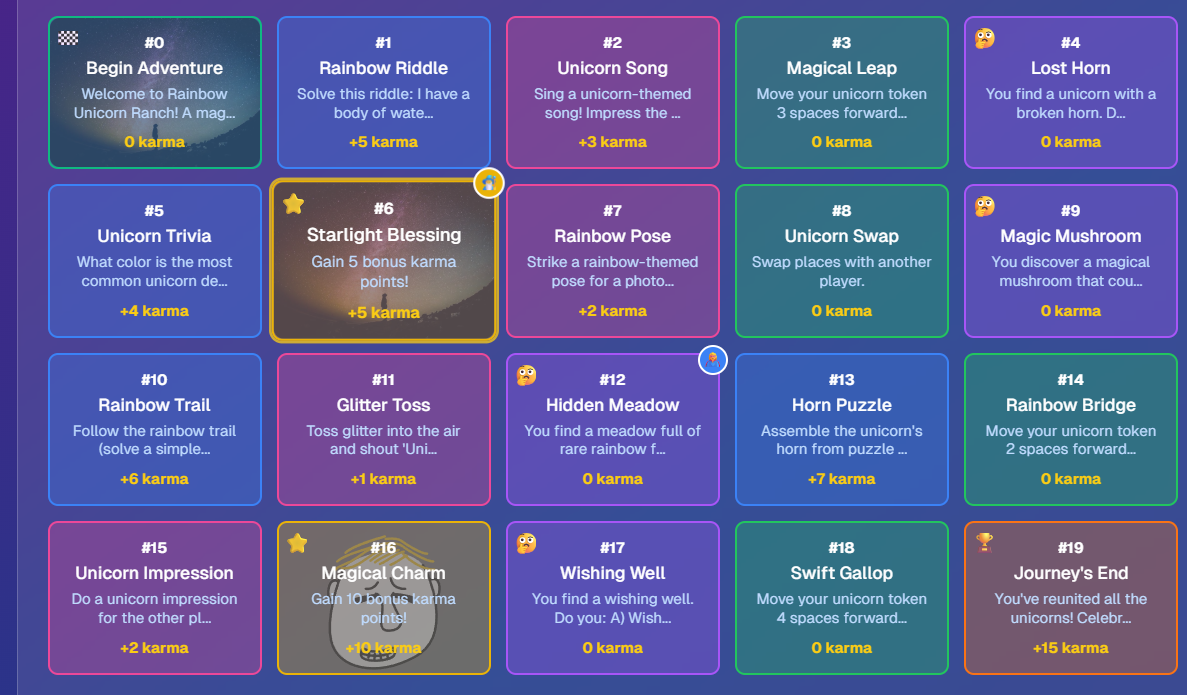 #0
Begin Adventure
Welcome to Rainbow
Unicorn Ranch! A mag...
0 karma
#1
Rainbow Riddle
Solve this riddle: I have a
body of wate...
+5 karma
#2
Unicorn Song
Sing a unicorn-themed
song! Impress the ...
+3 karma
#3
Magical Leap
Move your unicorn token
3 spaces forward...
0 karma
#4
Lost Horn
You find a unicorn with a
broken horn. D...
0 karma
#5
Unicorn Trivia
What color is the most
common unicorn de...
+4 karma
#6
Starlight Blessing
Gain 5 bonus karma
points!
+5 karma
#7
Rainbow Pose
Strike a rainbow-themed
pose for a photo...
+2 karma
#8
Unicorn Swap
Swap places with another
player.
0 karma
#9
Magic Mushroom
You discover a magical
mushroom that cou...
0 karma
#10
Rainbow Trail
Follow the rainbow trail
(solve a simple...
+6 karma
#11
Glitter Toss
Toss glitter into the air
and shout 'Uni...
+1 karma
#12
Hidden Meadow
You find a meadow full of
rare rainbow f...
0 karma
#13
Horn Puzzle
Assemble the unicorn's
horn from puzzle ...
+7 karma
#14
Rainbow Bridge
Move your unicorn token
2 spaces forward...
0 karma
#15
Unicorn Impression
Do a unicorn impression
for the other pl...
+2 karma
#16
Magical Charm
Gain 10 bonus karma
points!
+10 karma
#17
Wishing Well
You find a wishing well.
Do you: A) Wish...
0 karma
#18
Swift Gallop
Move your unicorn token
4 spaces forward...
0 karma
#19
Journey's End
You've reunited all the
unicorns! Celebr...
+15 karma